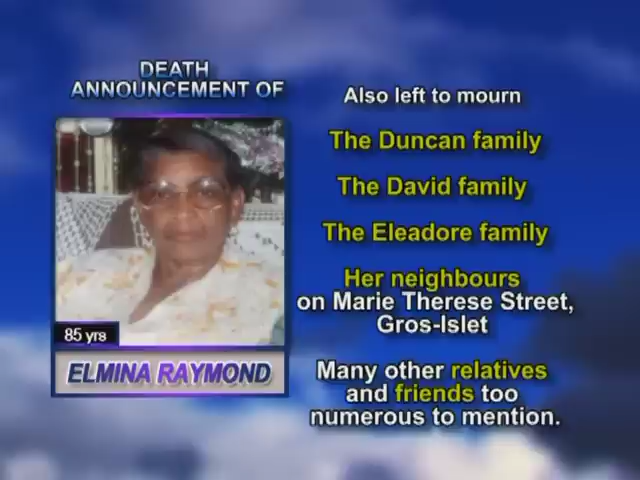 DEATH
ANNOUNCEMENT OF
85 yrs
ELMINA RAYMOND
Also left to mourn
The Duncan family
The David family
The Eleadore family
Her neighbours
on Marie Therese Street,
Gros-Islet
Many other relatives
and friends too
numerous to mention.